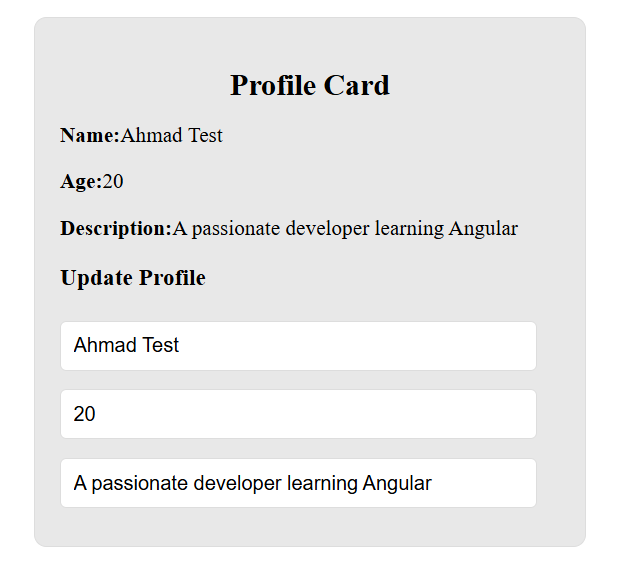 Profile Card
Name:Ahmad Test
Age:20
Description:A passionate developer learning Angular
Update Profile
Ahmad Test
20
A passionate developer learning Angular